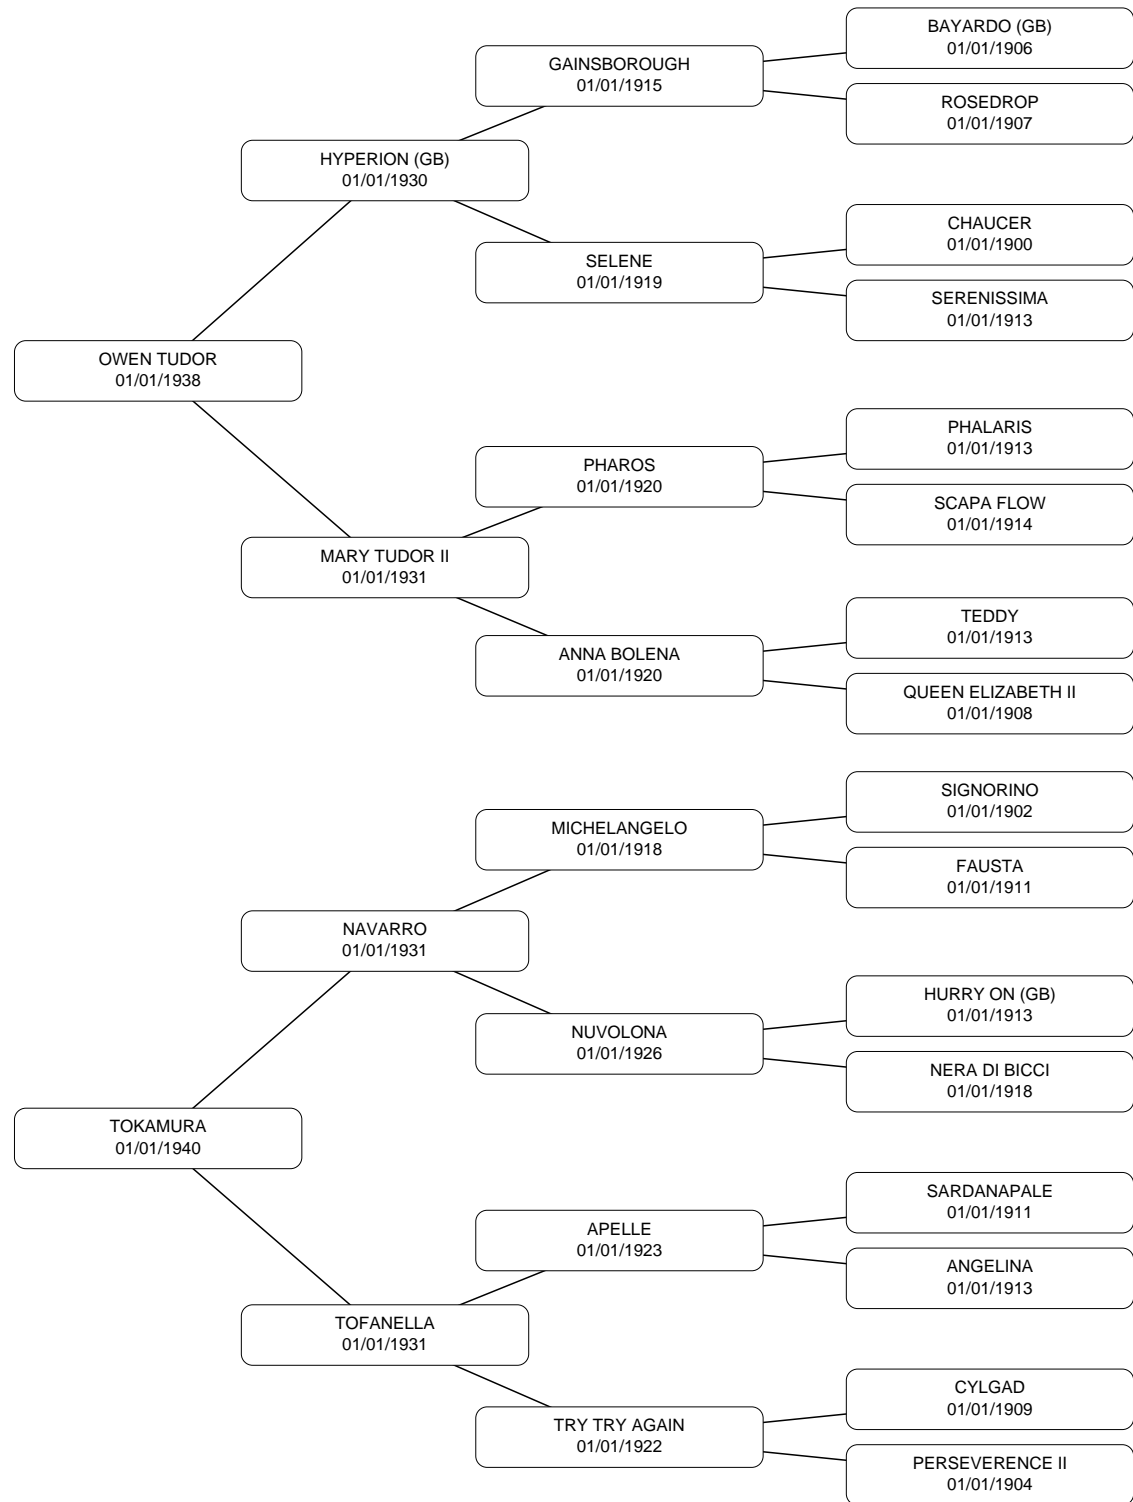 BAYARDO (GB)
01/01/1906
GAINSBOROUGH
01/01/1915
ROSEDROP
01/01/1907
HYPERION (GB)
01/01/1930
CHAUCER
01/01/1900
SELENE
01/01/1919
SERENISSIMA
01/01/1913
OWEN TUDOR
01/01/1938
PHALARIS
01/01/1913
PHAROS
01/01/1920
SCAPA FLOW
01/01/1914
MARY TUDOR II
01/01/1931
TEDDY
01/01/1913
ANNA BOLENA
01/01/1920
QUEEN ELIZABETH II
01/01/1908
SIGNORINO
01/01/1902
MICHELANGELO
01/01/1918
FAUSTA
01/01/1911
NAVARRO
01/01/1931
HURRY ON (GB)
01/01/1913
NUVOLONA
01/01/1926
NERA DI BICCI
01/01/1918
TOKAMURA
01/01/1940
SARDANAPALE
01/01/1911
APELLE
01/01/1923
ANGELINA
01/01/1913
TOFANELLA
01/01/1931
CYLGAD
01/01/1909
TRY TRY AGAIN
01/01/1922
PERSEVERENCE II
01/01/1904